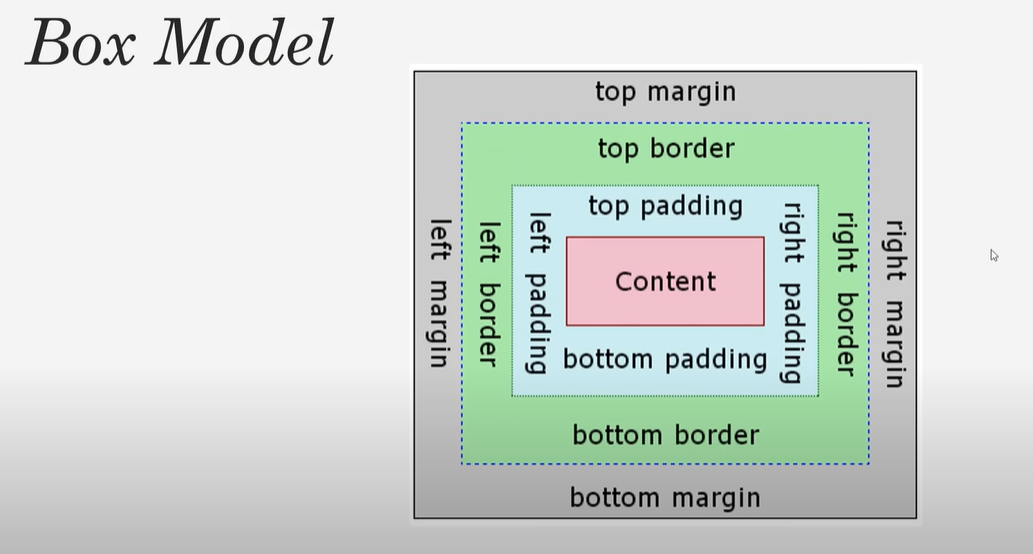 Box Model
top margin
top border
top padding
left margin
left border
left padding
Content
right padding
right border
right margin
bottom padding
bottom border
bottom margin